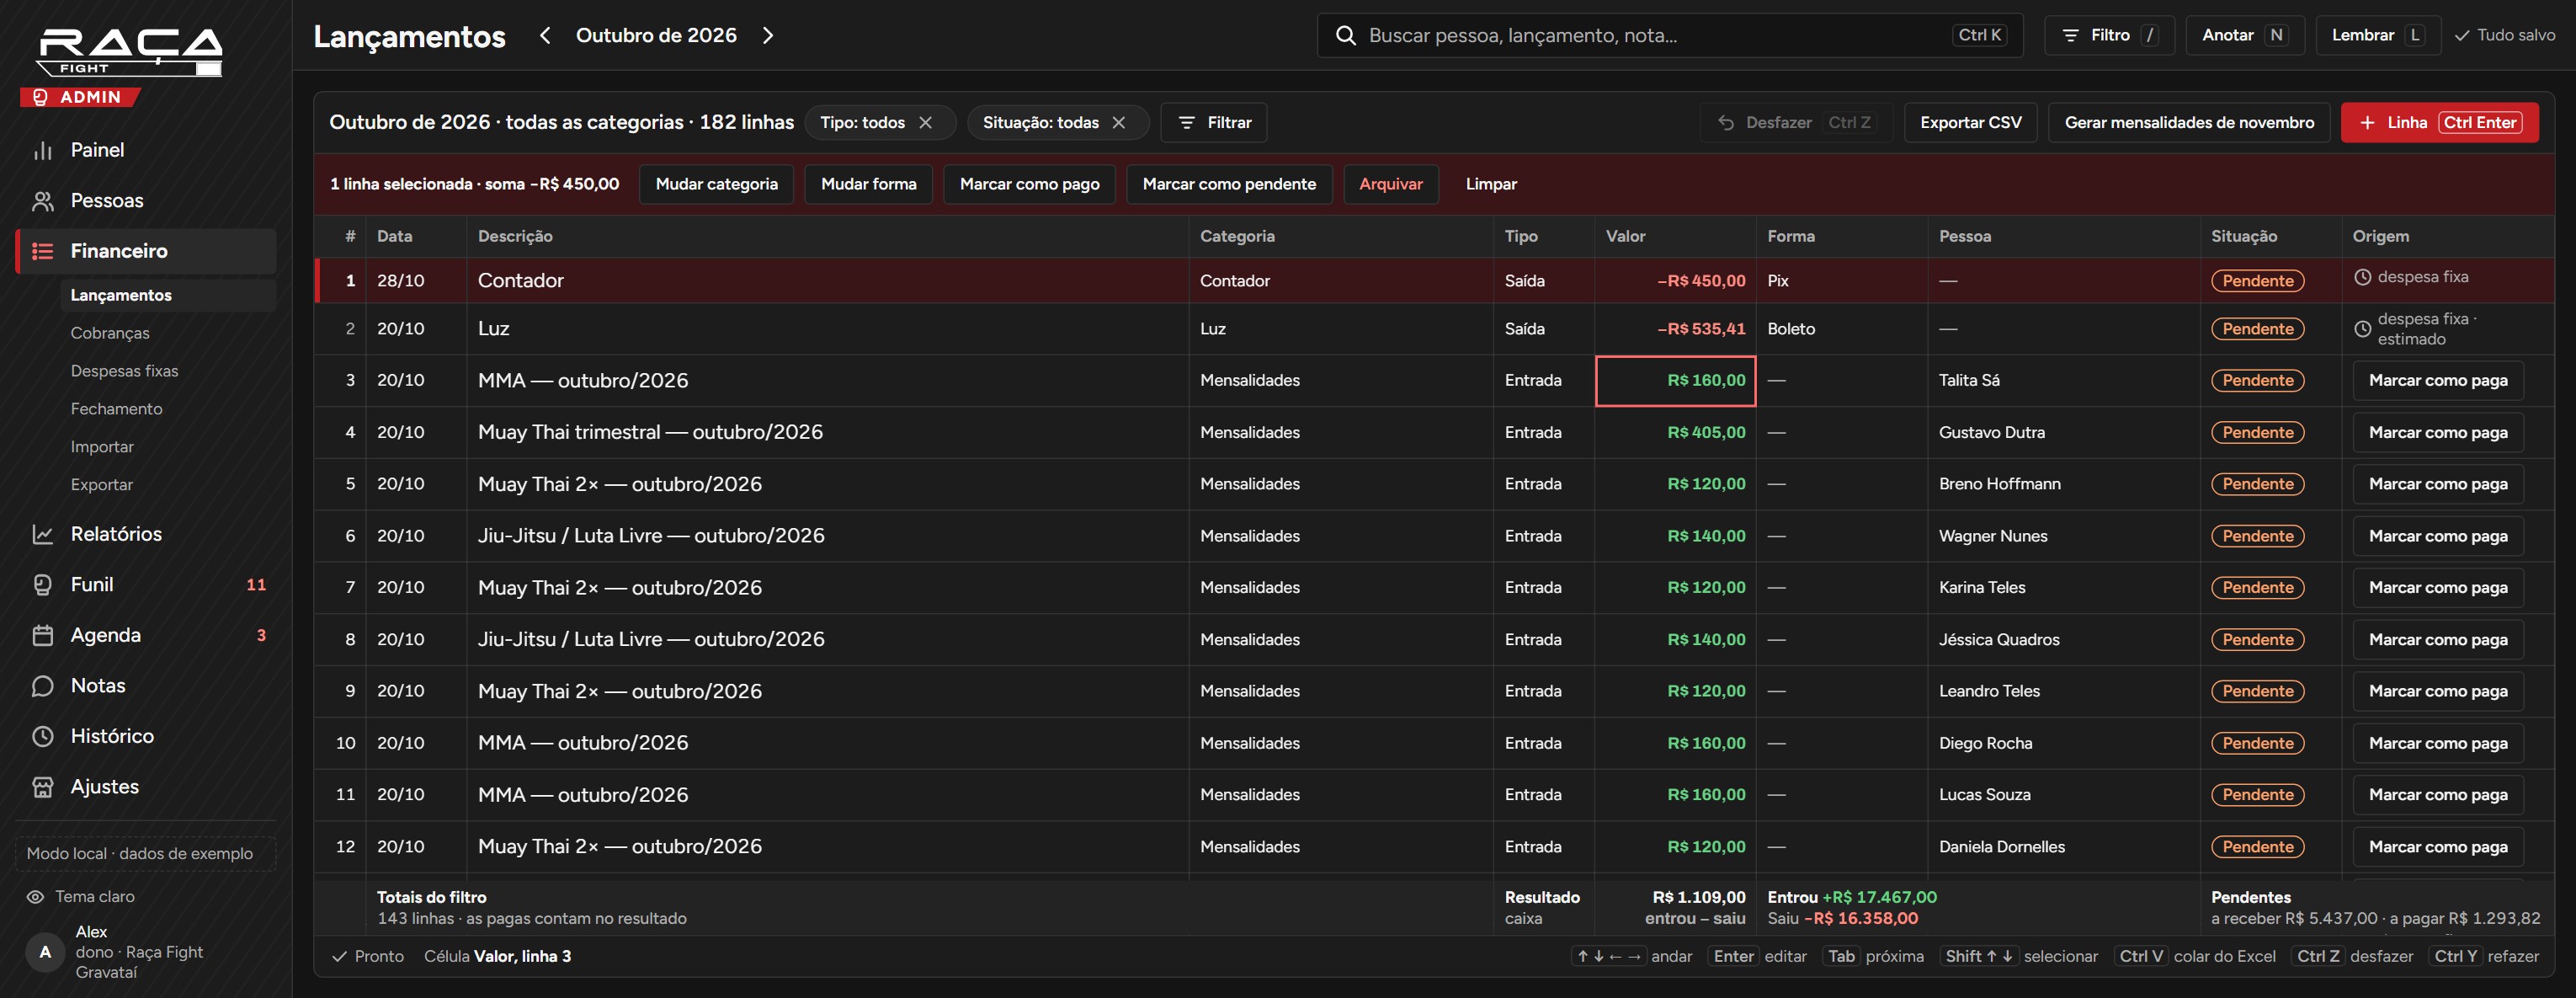 RAÇA
FIGHT
ADMIN
Painel
Pessoas
Financeiro
Lançamentos
Cobranças
Despesas fixas
Fechamento
Importar
Exportar
Relatórios
Funil 11
Agenda 3
Notas
Histórico
Ajustes
Modo local · dados de exemplo
Tema claro
A
Alex
dono · Raça Fight
Gravataí
Lançamentos Outubro de 2026 Buscar pessoa, lançamento, nota... Ctrl K Filtro / Anotar N Lembrar L Tudo salvo
Outubro de 2026 · todas as categorias · 182 linhas Tipo: todos Situação: todas Filtrar Desfazer Ctrl Z Exportar CSV Gerar mensalidades de novembro + Linha Ctrl Enter
1 linha selecionada · soma −R$ 450,00 Mudar categoria Mudar forma Marcar como pago Marcar como pendente Arquivar Limpar
# Data Descrição Categoria Tipo Valor Forma Pessoa Situação Origem
1 28/10 Contador Contador Saída −R$ 450,00 Pix — Pendente despesa fixa
2 20/10 Luz Luz Saída −R$ 535,41 Boleto — Pendente despesa fixa · estimado
3 20/10 MMA — outubro/2026 Mensalidades Entrada R$ 160,00 — Talita Sá Pendente Marcar como paga
4 20/10 Muay Thai trimestral — outubro/2026 Mensalidades Entrada R$ 405,00 — Gustavo Dutra Pendente Marcar como paga
5 20/10 Muay Thai 2× — outubro/2026 Mensalidades Entrada R$ 120,00 — Breno Hoffmann Pendente Marcar como paga
6 20/10 Jiu-Jitsu / Luta Livre — outubro/2026 Mensalidades Entrada R$ 140,00 — Wagner Nunes Pendente Marcar como paga
7 20/10 Muay Thai 2× — outubro/2026 Mensalidades Entrada R$ 120,00 — Karina Teles Pendente Marcar como paga
8 20/10 Jiu-Jitsu / Luta Livre — outubro/2026 Mensalidades Entrada R$ 140,00 — Jéssica Quadros Pendente Marcar como paga
9 20/10 Muay Thai 2× — outubro/2026 Mensalidades Entrada R$ 120,00 — Leandro Teles Pendente Marcar como paga
10 20/10 MMA — outubro/2026 Mensalidades Entrada R$ 160,00 — Diego Rocha Pendente Marcar como paga
11 20/10 MMA — outubro/2026 Mensalidades Entrada R$ 160,00 — Lucas Souza Pendente Marcar como paga
12 20/10 Muay Thai 2× — outubro/2026 Mensalidades Entrada R$ 120,00 — Daniela Dornelles Pendente Marcar como paga
Totais do filtro Resultado R$ 1.109,00 Entrou +R$ 17.467,00 Pendentes
143 linhas · as pagas contam no resultado caixa entrou – saiu Saiu −R$ 16.358,00 a receber R$ 5.437,00 · a pagar R$ 1.293,82
Pronto Célula Valor, linha 3 ↑ ↓ ← → andar Enter editar Tab próxima Shift ↑ ↓ selecionar Ctrl V colar do Excel Ctrl Z desfazer Ctrl Y refazer